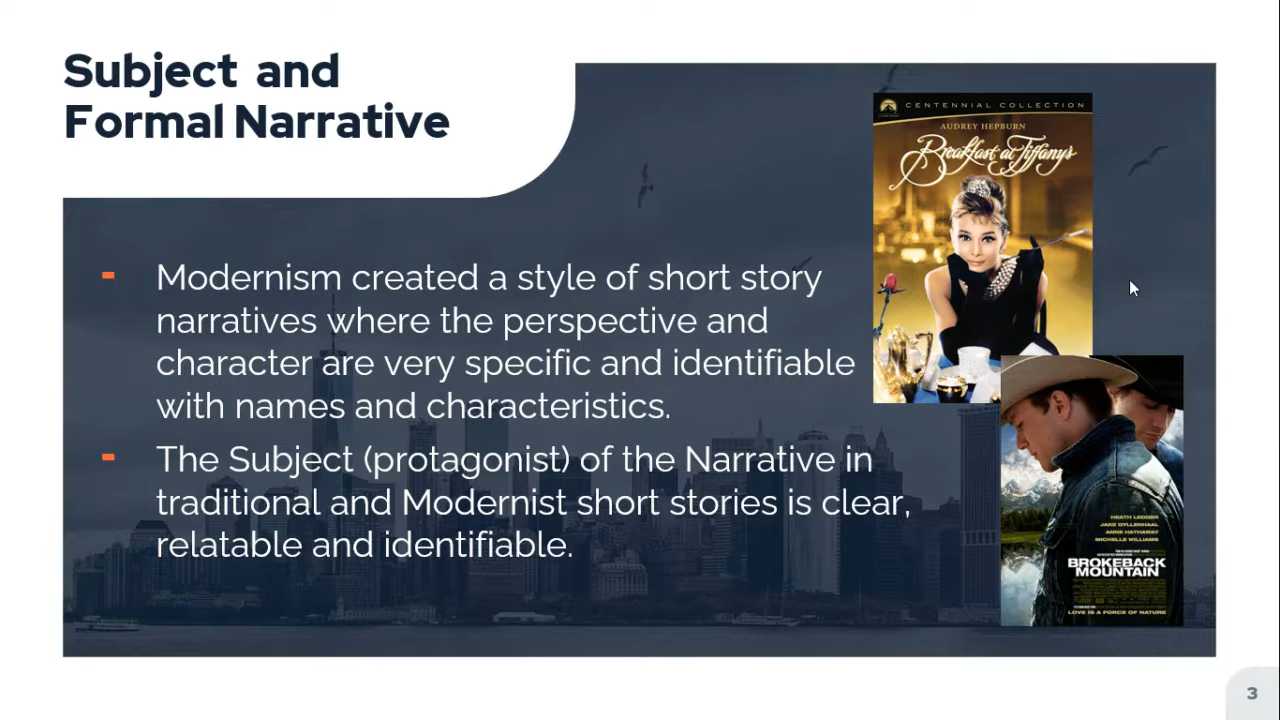 Subject and
Formal Narrative
CENTENNIAL COLLECTION
AUDREY HEPBURN
Breakfast at Tiffany's
Modernism created a style of short story
narratives where the perspective and
character are very specific and identifiable
with names and characteristics.
The Subject (protagonist) of the Narrative in
traditional and Modernist short stories is clear,
relatable and identifiable.
HEATH LEDGER
JAKE GYLLENHAAL
ANNE HATHAWAY
MICHELLE WILLIAMS
BROKEBACK
MOUNTAIN
LOVE IS A FORCE OF NATURE
3